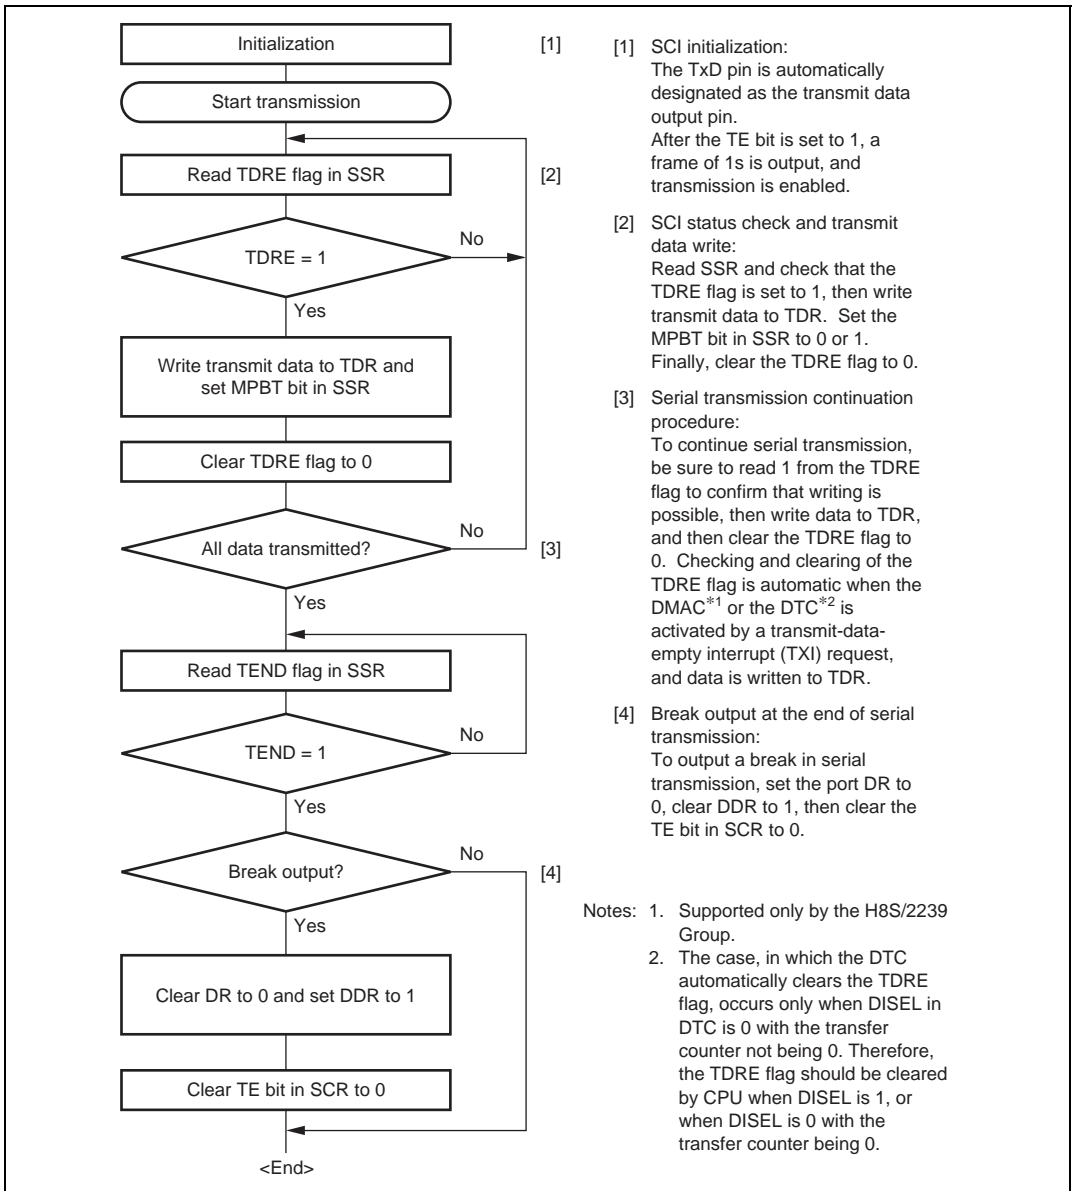 Initialization
[1]
Start transmission
Read TDRE flag in SSR
[2]
TDRE = 1
No
Yes
Write transmit data to TDR and
set MPBT bit in SSR
Clear TDRE flag to 0
All data transmitted?
No
[3]
Yes
Read TEND flag in SSR
TEND = 1
No
Yes
Break output?
No
[4]
Yes
Clear DR to 0 and set DDR to 1
Clear TE bit in SCR to 0
<End>
[1] SCI initialization:
The TxD pin is automatically
designated as the transmit data
output pin.
After the TE bit is set to 1, a
frame of 1s is output, and
transmission is enabled.
[2] SCI status check and transmit
data write:
Read SSR and check that the
TDRE flag is set to 1, then write
transmit data to TDR. Set the
MPBT bit in SSR to 0 or 1.
Finally, clear the TDRE flag to 0.
[3] Serial transmission continuation
procedure:
To continue serial transmission,
be sure to read 1 from the TDRE
flag to confirm that writing is
possible, then write data to TDR,
and then clear the TDRE flag to
0. Checking and clearing of the
TDRE flag is automatic when the
DMAC*1 or the DTC*2 is
activated by a transmit-data-
empty interrupt (TXI) request,
and data is written to TDR.
[4] Break output at the end of serial
transmission:
To output a break in serial
transmission, set the port DR to
0, clear DDR to 1, then clear the
TE bit in SCR to 0.
Notes: 1. Supported only by the H8S/2239
Group.
2. The case, in which the DTC
automatically clears the TDRE
flag, occurs only when DISEL in
DTC is 0 with the transfer
counter not being 0. Therefore,
the TDRE flag should be cleared
by CPU when DISEL is 1, or
when DISEL is 0 with the
transfer counter being 0.